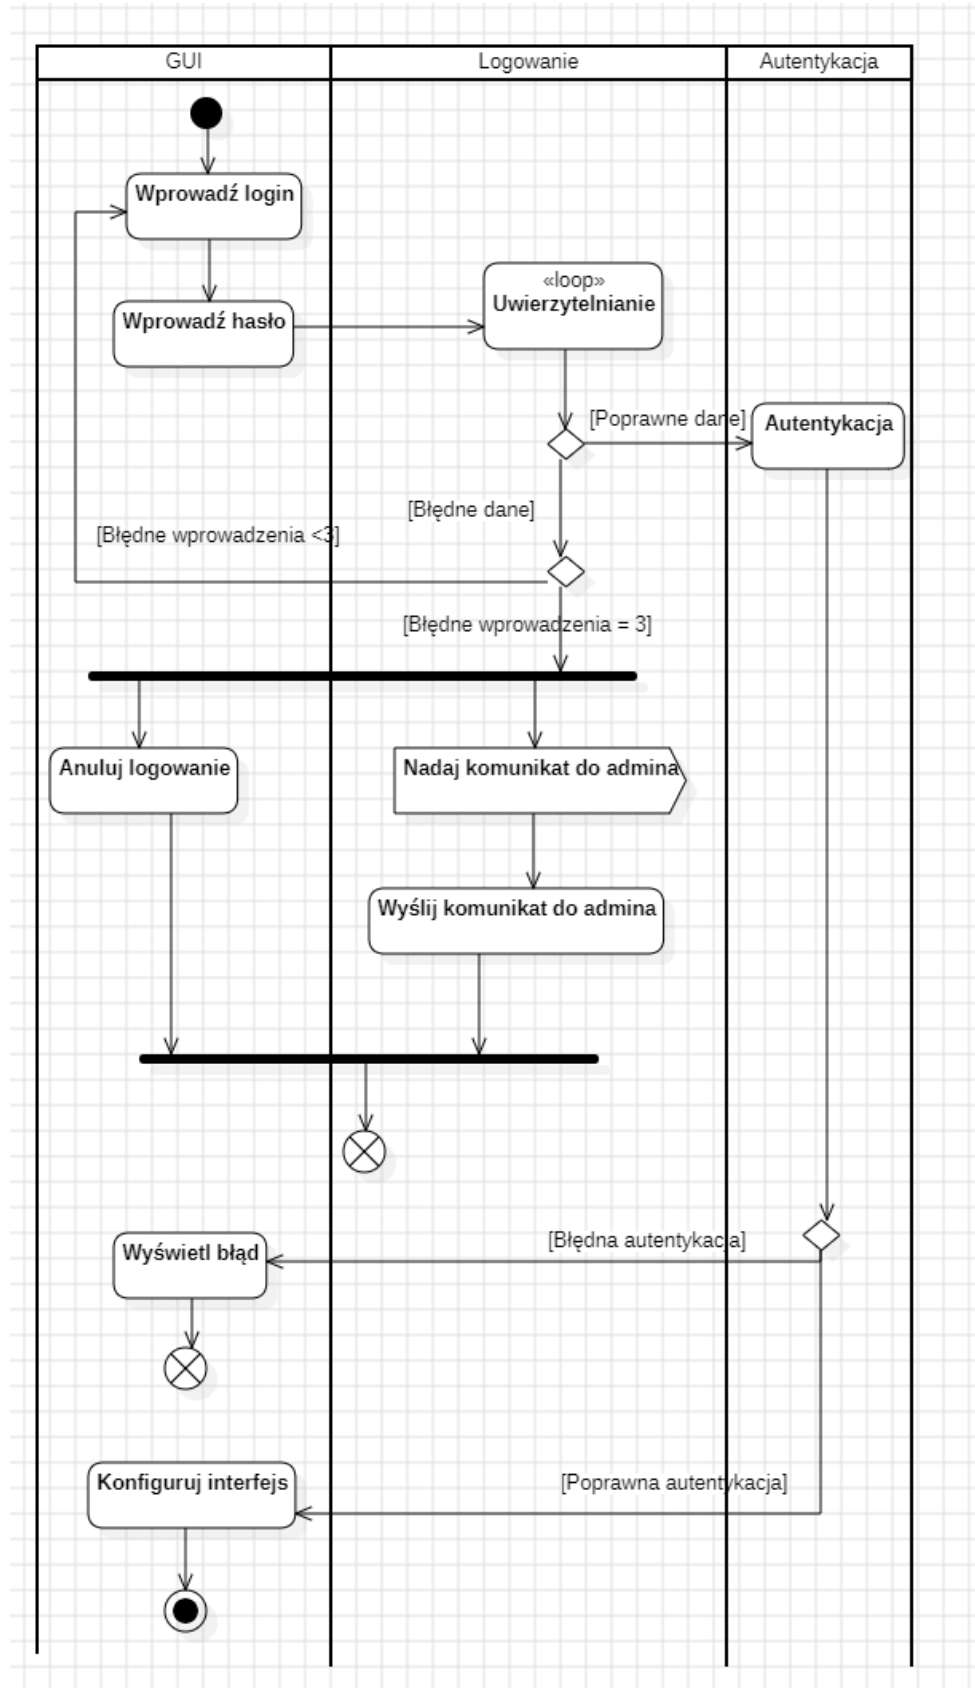 GUI
Logowanie
Autentykacja
Wprowadź login
«loop»
Uwierzytelnianie
Wprowadź hasło
[Poprawne dane]
Autentykacja
[Błędne dane]
[Błędne wprowadzenia <3]
[Błędne wprowadzenia = 3]
Anuluj logowanie
Nadaj komunikat do admina
Wyślij komunikat do admina
[Błędna autentykacja]
Wyświetl błąd
Konfiguruj interfejs
[Poprawna autentykacja]